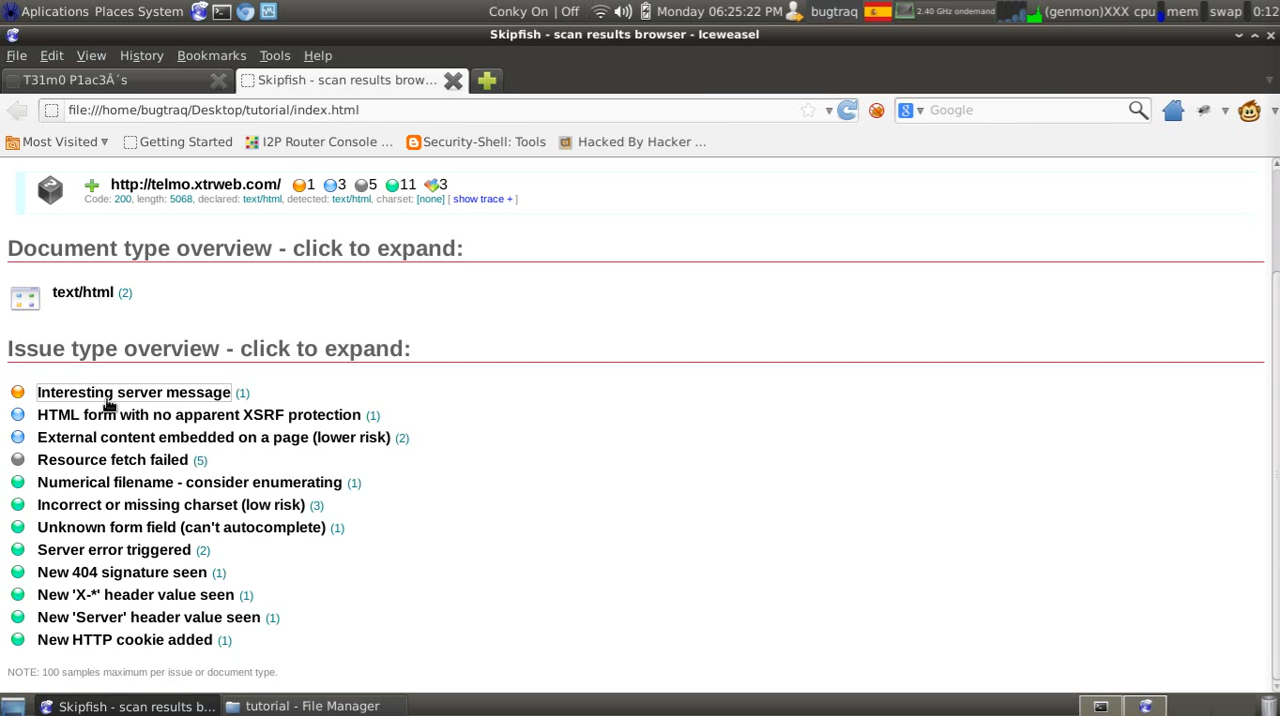 Aplications Places System Conky On | Off Monday 06:25:22 PM bugtraq 2.40 GHz ondemand (genmon)XXX cpu mem swap 0:12
Skipfish - scan results browser - Iceweasel
File Edit View History Bookmarks Tools Help
T31m0 P1ac3Â´s Skipfish - scan results brow...
file:///home/bugtraq/Desktop/tutorial/index.html Google
Most Visited Getting Started I2P Router Console ... Security-Shell: Tools Hacked By Hacker ...
http://telmo.xtrweb.com/ 1 3 5 11 3
Code: 200, length: 5068, declared: text/html, detected: text/html, charset: [none] [ show trace + ]
Document type overview - click to expand:
text/html (2)
Issue type overview - click to expand:
Interesting server message (1)
HTML form with no apparent XSRF protection (1)
External content embedded on a page (lower risk) (2)
Resource fetch failed (5)
Numerical filename - consider enumerating (1)
Incorrect or missing charset (low risk) (3)
Unknown form field (can't autocomplete) (1)
Server error triggered (2)
New 404 signature seen (1)
New 'X-*' header value seen (1)
New 'Server' header value seen (1)
New HTTP cookie added (1)
NOTE: 100 samples maximum per issue or document type.
Skipfish - scan results b... tutorial - File Manager